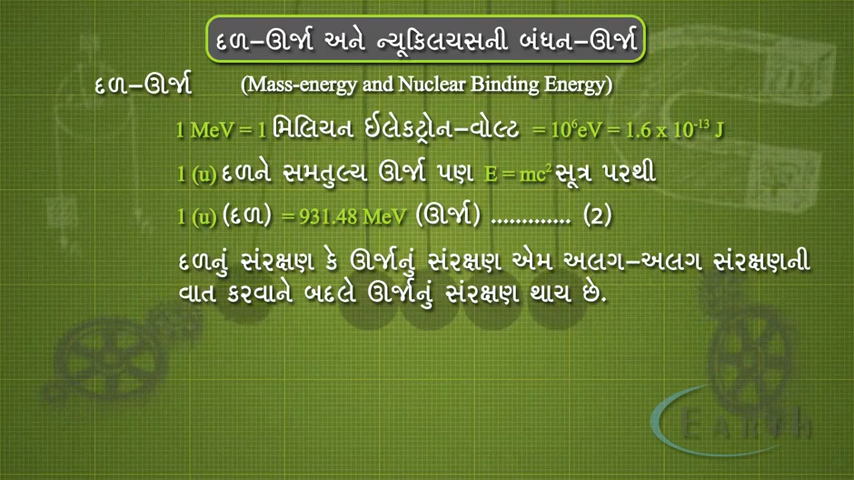 દળ–ઊર્જા અને ન્યૂક્લિયસની બંધન–ઊર્જા
દળ–ઊર્જા (Mass-energy and Nuclear Binding Energy)
1 MeV = 1 મિલિયન ઈલેકટ્રોન–વોલ્ટ = 10⁶eV = 1.6 x 10⁻¹³ J
1 (u) દળને સમતુલ્ય ઊર્જા પણ E = mc² સૂત્ર પરથી
1 (u) (દળ) = 931.48 MeV (ઊર્જા) ............. (2)
દળનું સંરક્ષણ કે ઊર્જાનું સંરક્ષણ એમ અલગ–અલગ સંરક્ષણની
વાત કરવાને બદલે ઊર્જાનું સંરક્ષણ થાય છે.
EARth